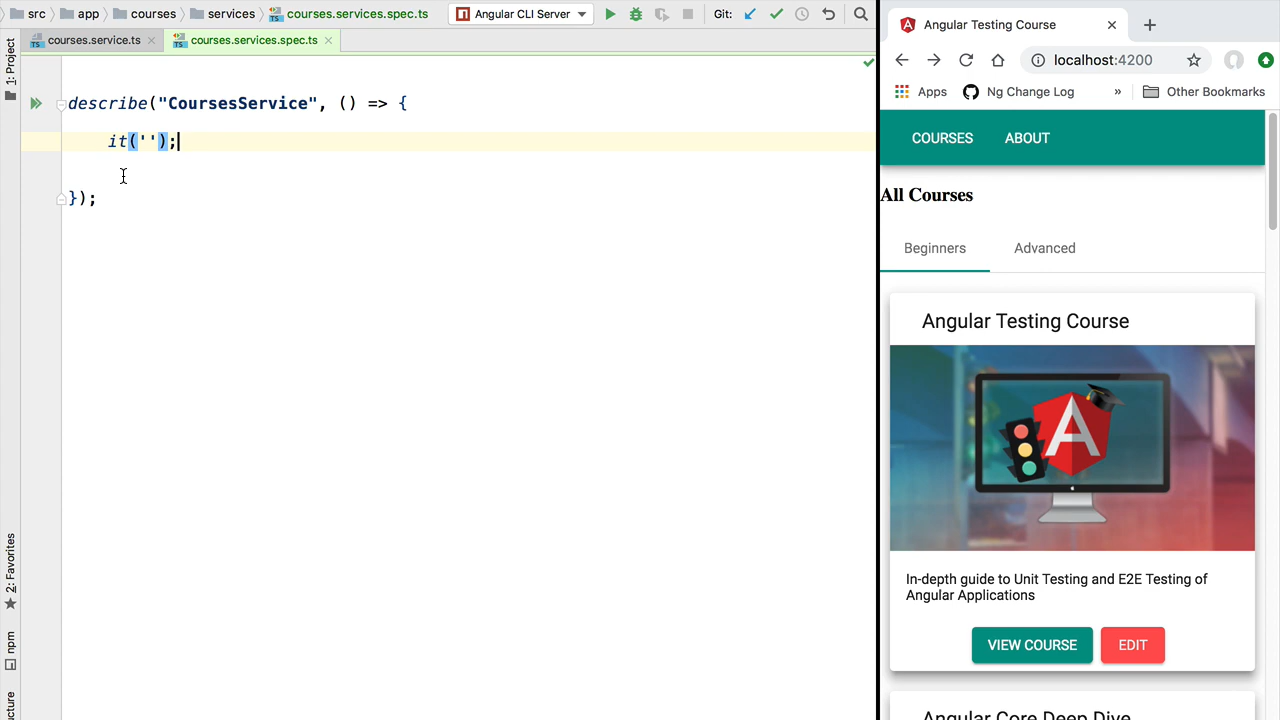 src app courses services courses.services.spec.ts Angular CLI Server Git:
courses.service.ts courses.services.spec.ts
1: Project
describe("CoursesService", () => {
it('');
});
2: Favorites
npm
ucture
Angular Testing Course
localhost:4200
Apps Ng Change Log » Other Bookmarks
COURSES ABOUT
All Courses
Beginners Advanced
Angular Testing Course
A
In-depth guide to Unit Testing and E2E Testing of
Angular Applications
VIEW COURSE EDIT
Angular Core Deep Dive